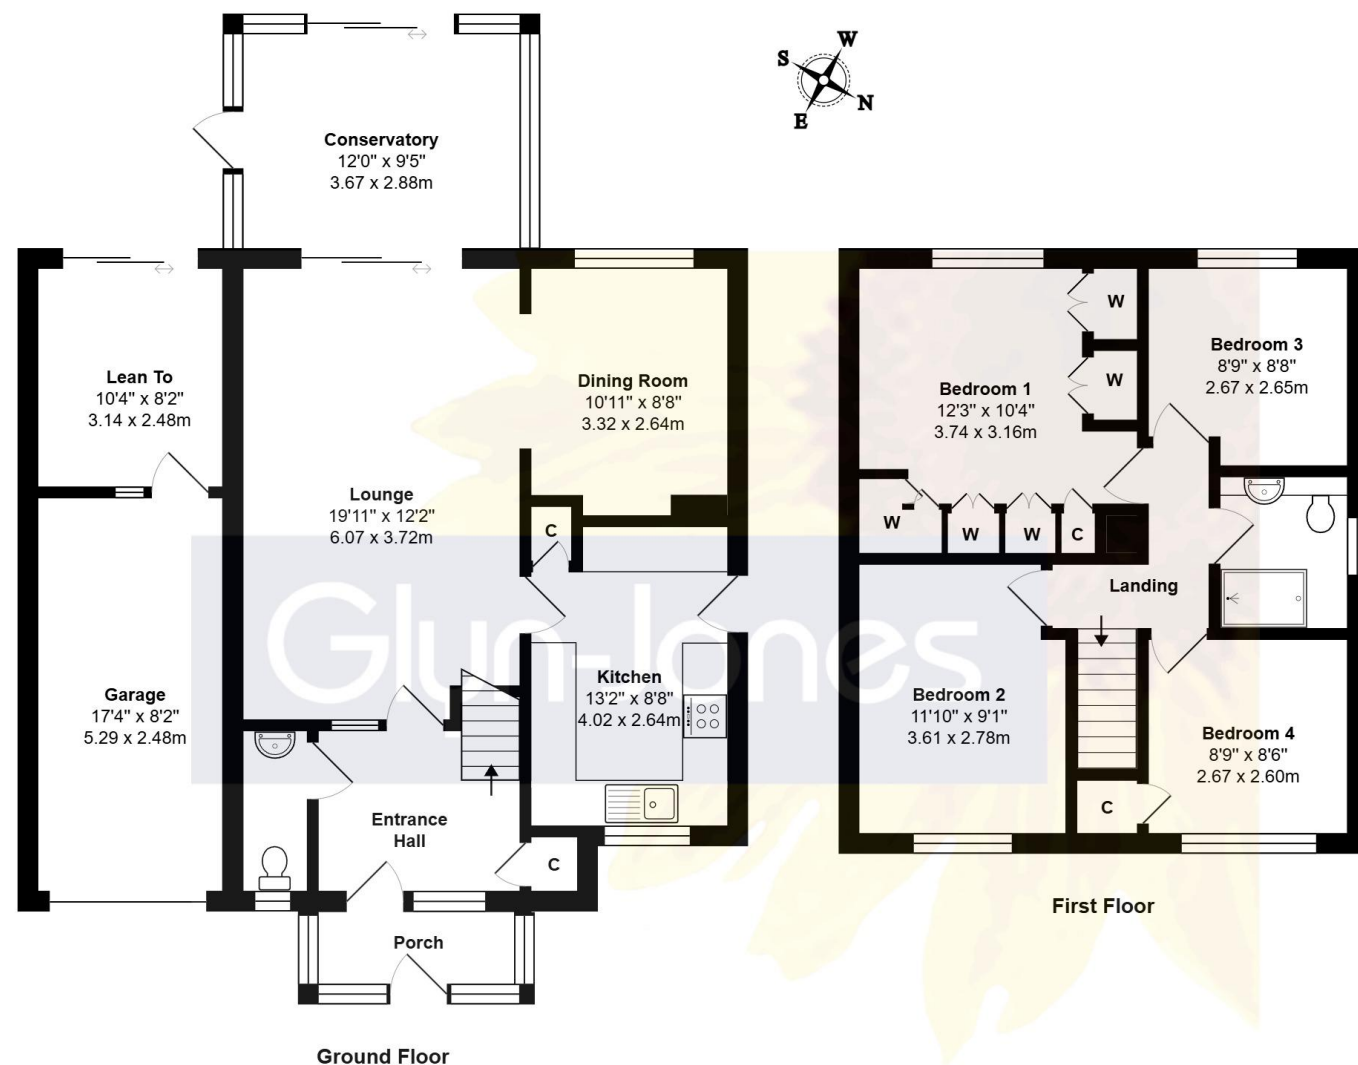 W
S
N
E
Conservatory
12'0" x 9'5"
3.67 x 2.88m
Lean To
10'4" x 8'2"
3.14 x 2.48m
Lounge
19'11" x 12'2"
6.07 x 3.72m
Dining Room
10'11" x 8'8"
3.32 x 2.64m
C
Garage
17'4" x 8'2"
5.29 x 2.48m
Kitchen
13'2" x 8'8"
4.02 x 2.64m
Entrance
Hall
C
Porch
Ground Floor
Bedroom 1
12'3" x 10'4"
3.74 x 3.16m
W
W
W
W
W
C
Bedroom 3
8'9" x 8'8"
2.67 x 2.65m
Landing
Bedroom 2
11'10" x 9'1"
3.61 x 2.78m
Bedroom 4
8'9" x 8'6"
2.67 x 2.60m
C
First Floor
Glyn-Jones